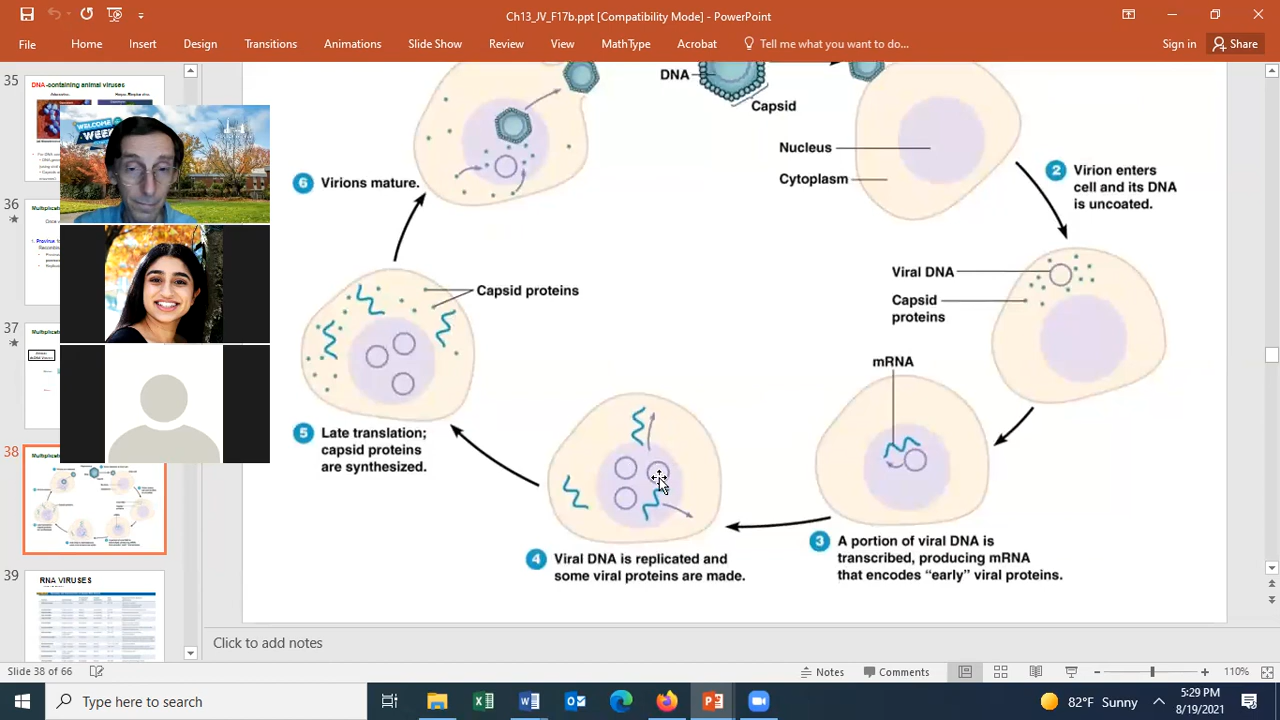 Ch13_JV_F17b.ppt [Compatibility Mode] - PowerPoint
File Home Insert Design Transitions Animations Slide Show Review View MathType Acrobat Tell me what you want to do... Sign in Share
35
DNA-containing animal viruses
WELCOME
WEEK
36
37
38
39
RNA VIRUSES
DNA
Capsid
Nucleus
Cytoplasm
6 Virions mature.
2 Virion enters
cell and its DNA
is uncoated.
Viral DNA
Capsid
proteins
Capsid proteins
mRNA
5 Late translation;
capsid proteins
are synthesized.
4 Viral DNA is replicated and
some viral proteins are made.
3 A portion of viral DNA is
transcribed, producing mRNA
that encodes “early” viral proteins.
Click to add notes
Slide 38 of 66 Notes Comments 110%
Type here to search 82°F Sunny 5:29 PM
8/19/2021